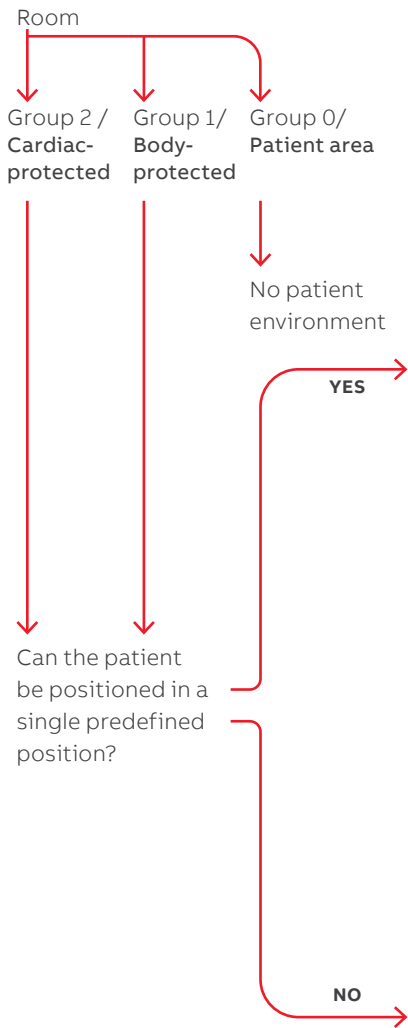 Room
Group 2 /
Cardiac-
protected
Group 1/
Body-
protected
Group 0/
Patient area
No patient
environment
YES
Can the patient
be positioned in a
single predefined
position?
NO